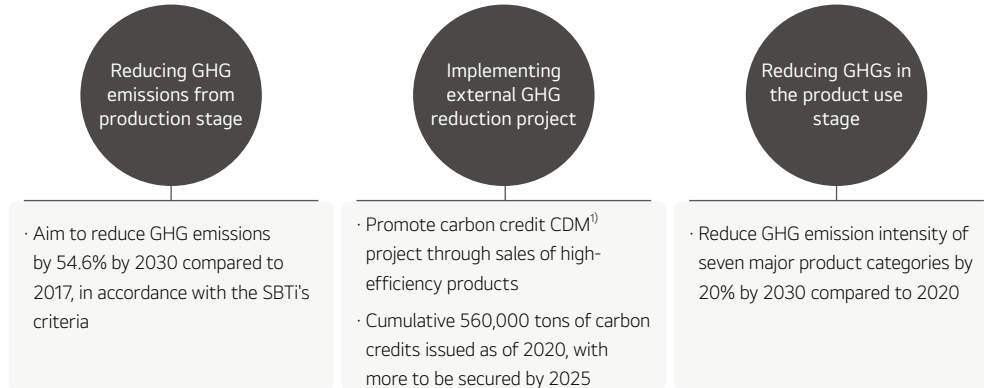 Reducing GHG
emissions from
production stage
Implementing
external GHG
reduction project
Reducing GHGs in
the product use
stage
· Aim to reduce GHG emissions
by 54.6% by 2030 compared to
2017, in accordance with the SBTi's
criteria
· Promote carbon credit CDM¹⁾
project through sales of high-
efficiency products
· Cumulative 560,000 tons of carbon
credits issued as of 2020, with
more to be secured by 2025
· Reduce GHG emission intensity of
seven major product categories by
20% by 2030 compared to 2020